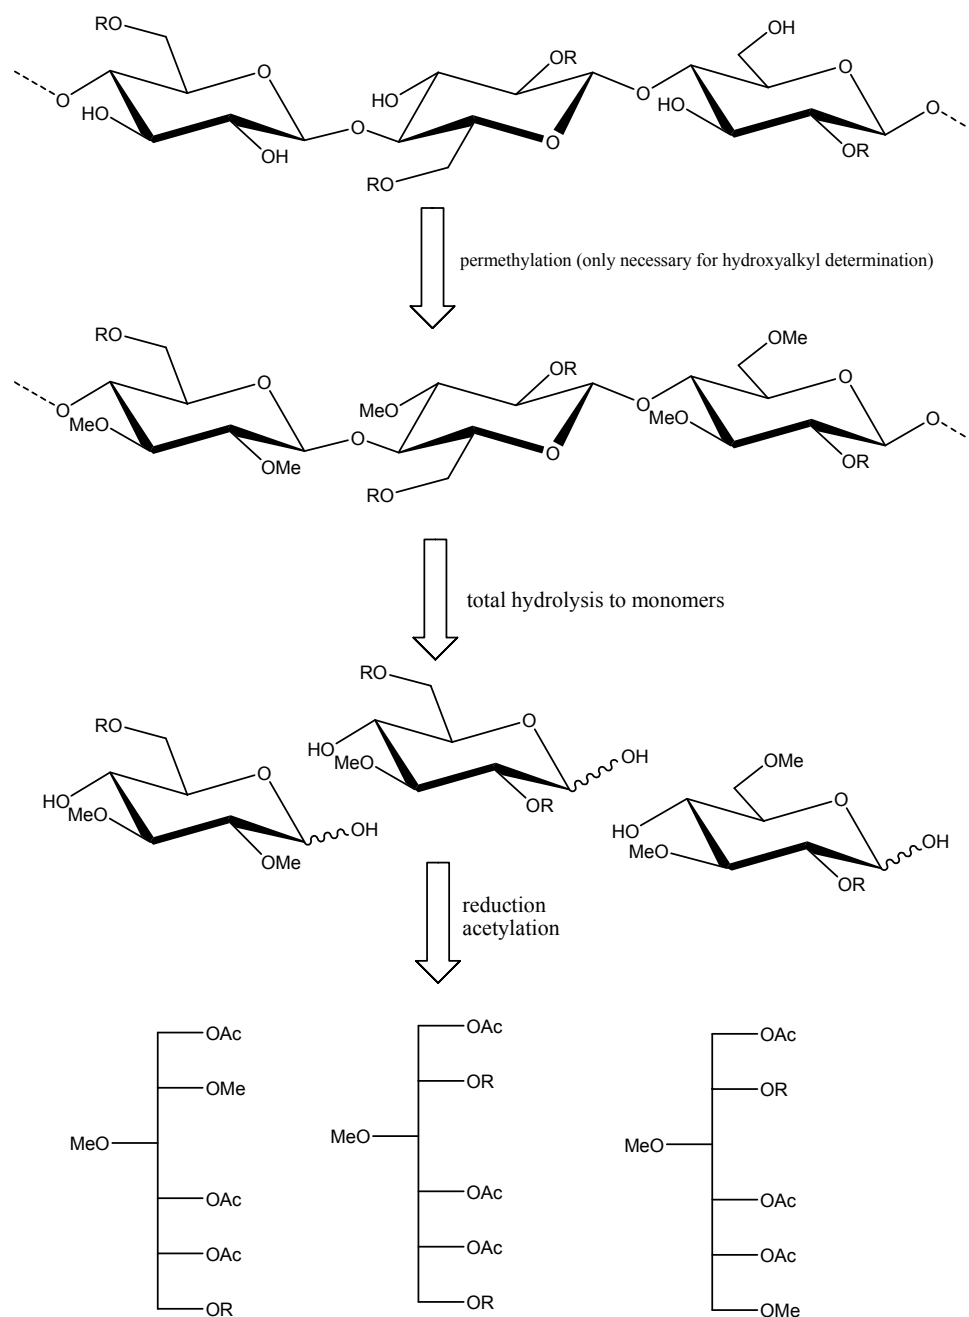 RO
O
OH
OR
O
HO
O
HO
O
O
HO
O
O
OH
O
OR
RO
permethylation (only necessary for hydroxyalkyl determination)
RO
OMe
OR
O
O
O
MeO
O
MeO
O
MeO
O
O
OMe
O
OR
RO
total hydrolysis to monomers
RO
RO
O
O
HO
OH
OMe
MeO
O
HO
OR
MeO
OH
OMe
HO
OH
MeO
OR
reduction
acetylation
OAc
OAc
OAc
OMe
OR
OR
MeO
MeO
MeO
OAc
OAc
OAc
OAc
OAc
OAc
OR
OR
OMe